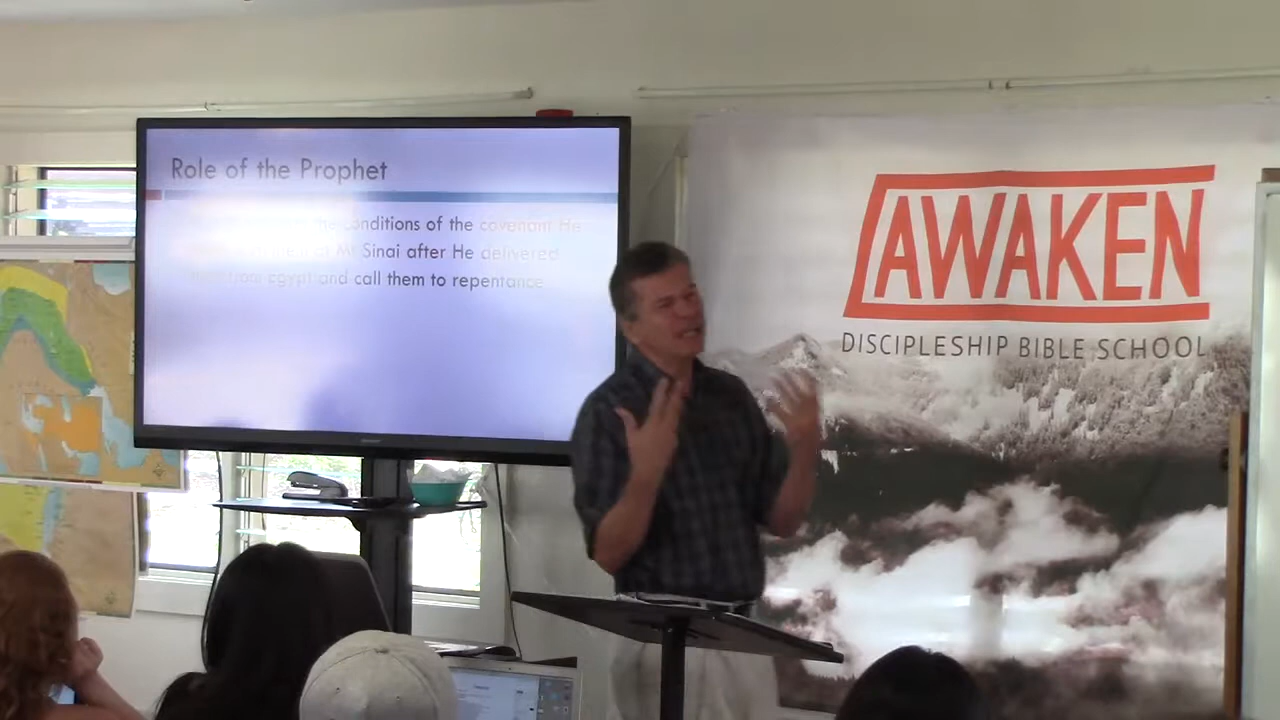 Role of the Prophet
conditions of the covenant He
Mt Sinai after He delivered
egypt and call them to repentance
AWAKEN
DISCIPLESHIP BIBLE SCHOOL